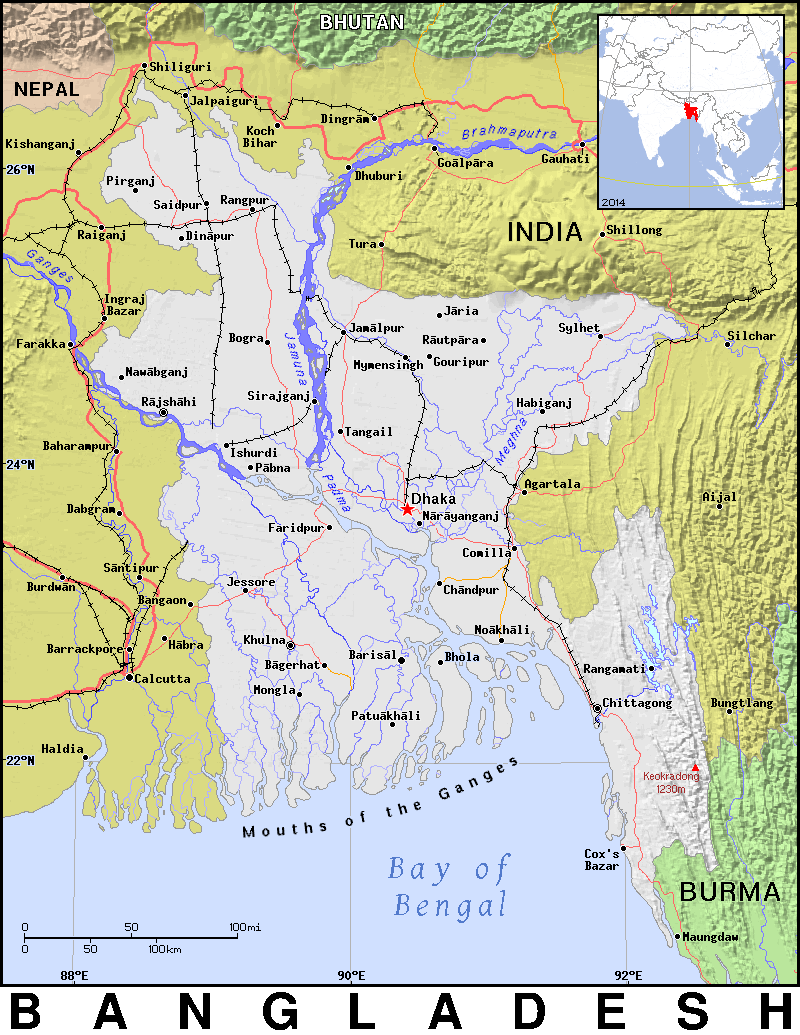 BHUTAN
NEPAL
Shiliguri
Jalpaiguri
Dingrām
Koch
Bihar
Kishanganj
Brahmaputra
Goālpāra
Gauhati
2014
26°N
Dhuburi
Pirganj
Saidpur
Rangpur
Raiganj
Dinājpur
Tura
INDIA
Shillong
Ganges
Ingraj
Bazar
Jāria
Farakka
Bogra
Jamuna
Jamālpur
Rāutpāra
Sylhet
Silchar
Mymensingh
Gouripur
Nawābganj
Rājshāhi
Sirajganj
Habiganj
Tangail
Meghna
Baharampur
Ishurdi
Pābna
24°N
Padma
Agartala
Dhaka
Aijal
Dabgram
Nārāyanganj
Fāridpur
Comilla
Sāntipur
Burdwān
Jessore
Chāndpur
Bangaon
Noākhāli
Barrackpore
Hābra
Khulna
Barisāl
Bhola
Bāgerhat
Rangamati
Calcutta
Mongla
Chittagong
Bungtlang
Patuākhāli
Haldia
22°N
Keokradong
1230m
Mouths of the Ganges
Cox's
Bazar
Bay of
Bengal
BURMA
0 50 100mi
0 50 100km
Maungdaw
88°E 90°E 92°E
BANGLADESH